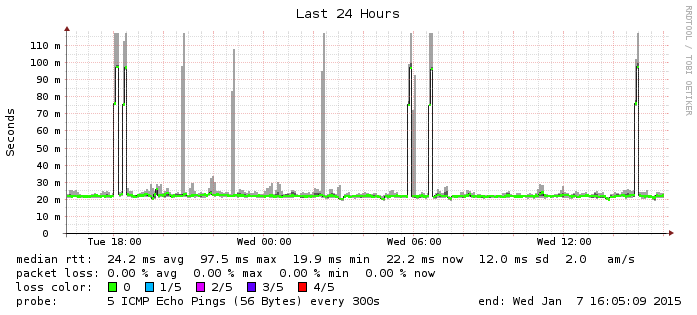 Last 24 Hours
RRDTOOL / TOBI OETIKER
Seconds
110 m
100 m
90 m
80 m
70 m
60 m
50 m
40 m
30 m
20 m
10 m
0
Tue 18:00 Wed 00:00 Wed 06:00 Wed 12:00
median rtt: 24.2 ms avg 97.5 ms max 19.9 ms min 22.2 ms now 12.0 ms sd 2.0 am/s
packet loss: 0.00 % avg 0.00 % max 0.00 % min 0.00 % now
loss color: 0 1/5 2/5 3/5 4/5
probe: 5 ICMP Echo Pings (56 Bytes) every 300s end: Wed Jan 7 16:05:09 2015